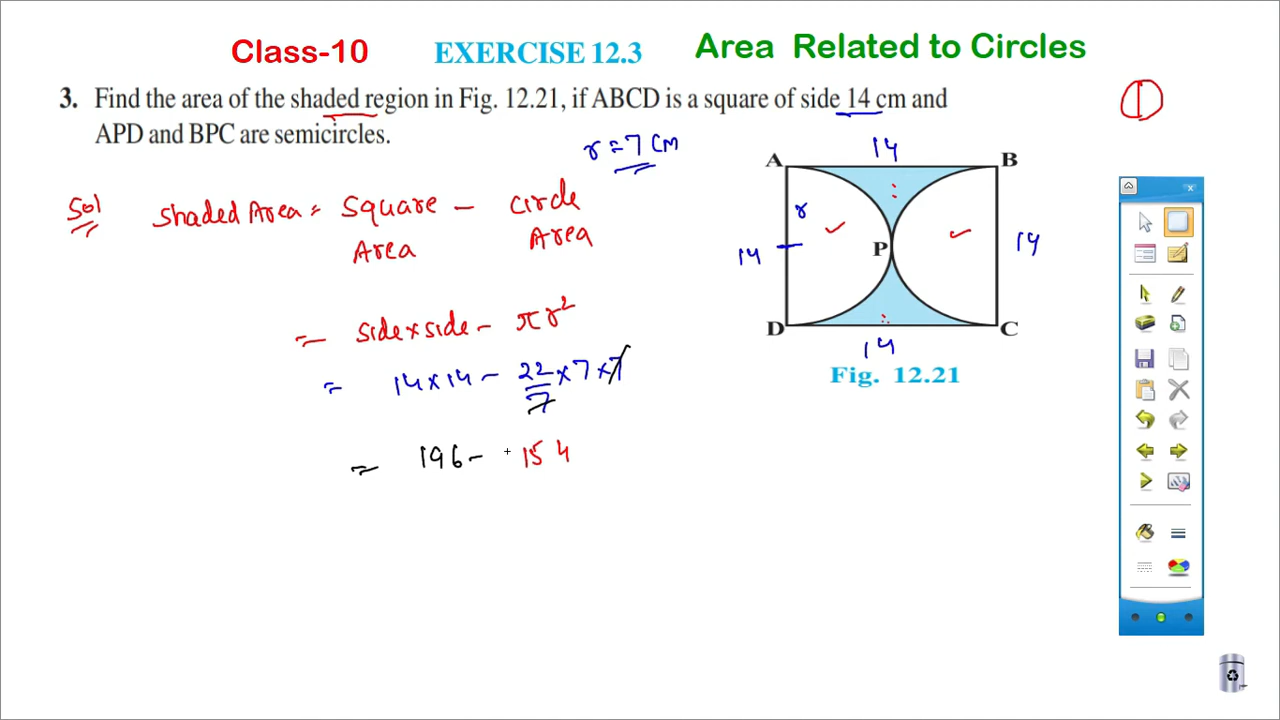 Class-10 EXERCISE 12.3 Area Related to Circles
3. Find the area of the shaded region in Fig. 12.21, if ABCD is a square of side 14 cm and
APD and BPC are semicircles.
①
r = 7 CM
14
A B
Sol Shaded Area = Square - circle
Area Area
r
P
14 14
= side × side - πr²
D C
14
Fig. 12.21
= 14 × 14 - 22/7 × 7 × 7
= 196 - 154